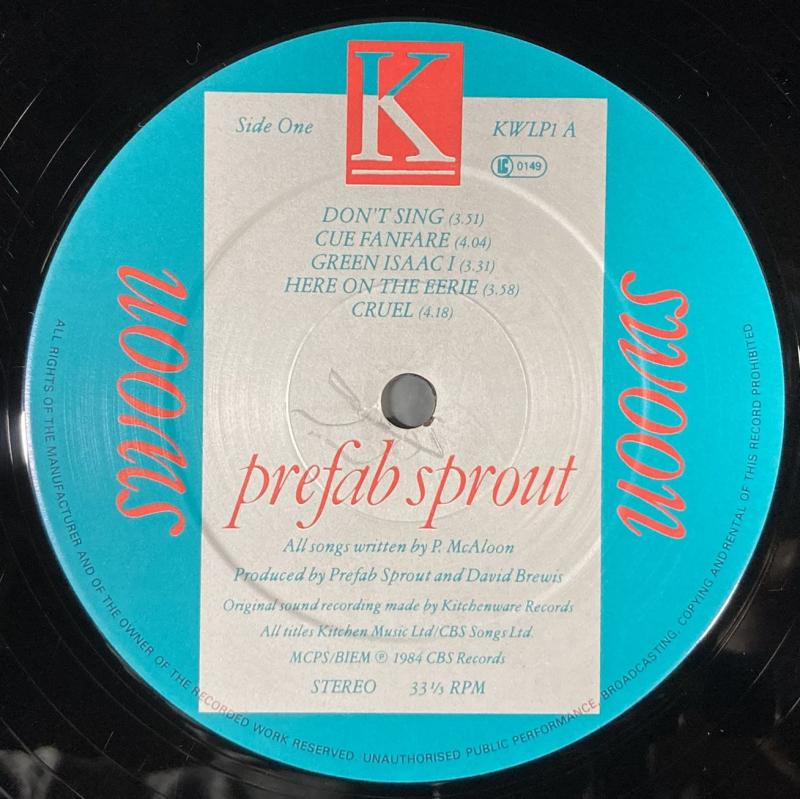 K
Side One
KWLP1 A
LC 0149
DON'T SING (3.51)
CUE FANFARE (4.04)
GREEN ISAAC I (3.31)
HERE ON THE EERIE (3.58)
CRUEL (4.18)
swoon
swoon
prefab sprout
All songs written by P. McAloon
Produced by Prefab Sprout and David Brewis
Original sound recording made by Kitchenware Records
All titles Kitchen Music Ltd/CBS Songs Ltd.
MCPS/BIEM ℗ 1984 CBS Records
STEREO 33 1/3 RPM
ALL RIGHTS OF THE MANUFACTURER AND OF THE OWNER OF THE RECORDED WORK RESERVED. UNAUTHORISED PUBLIC PERFORMANCE, BROADCASTING, COPYING AND RENTAL OF THIS RECORD PROHIBITED